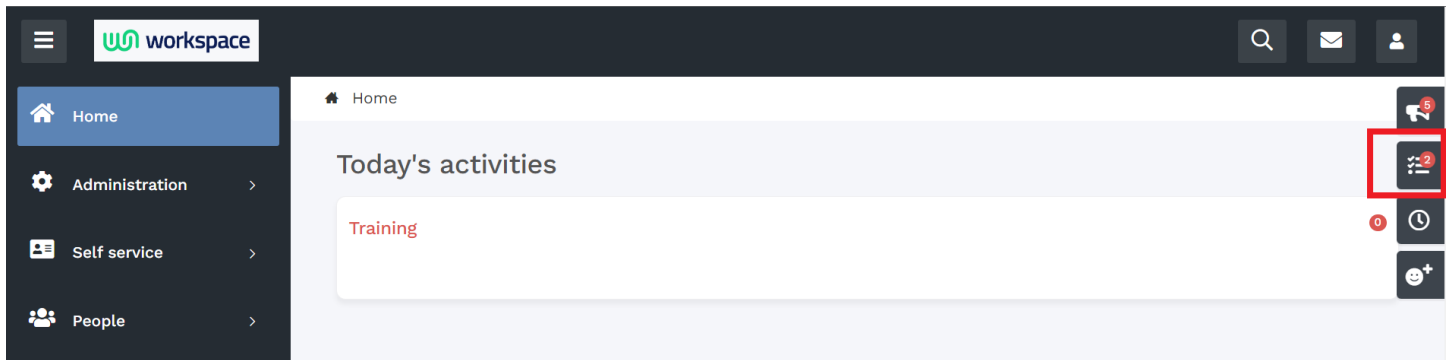 workspace
Home
5
Home
2
Today's activities
Administration
Training
0
Self service
People